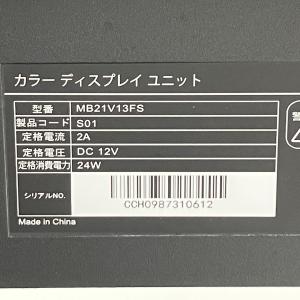 カラー ディスプレイ ユニット
型番 MB21V13FS
製品コード S01
定格電流 2A
定格電圧 DC 12V
定格消費電力 24W
シリアルNO. CCH0987310612
Made in China
警